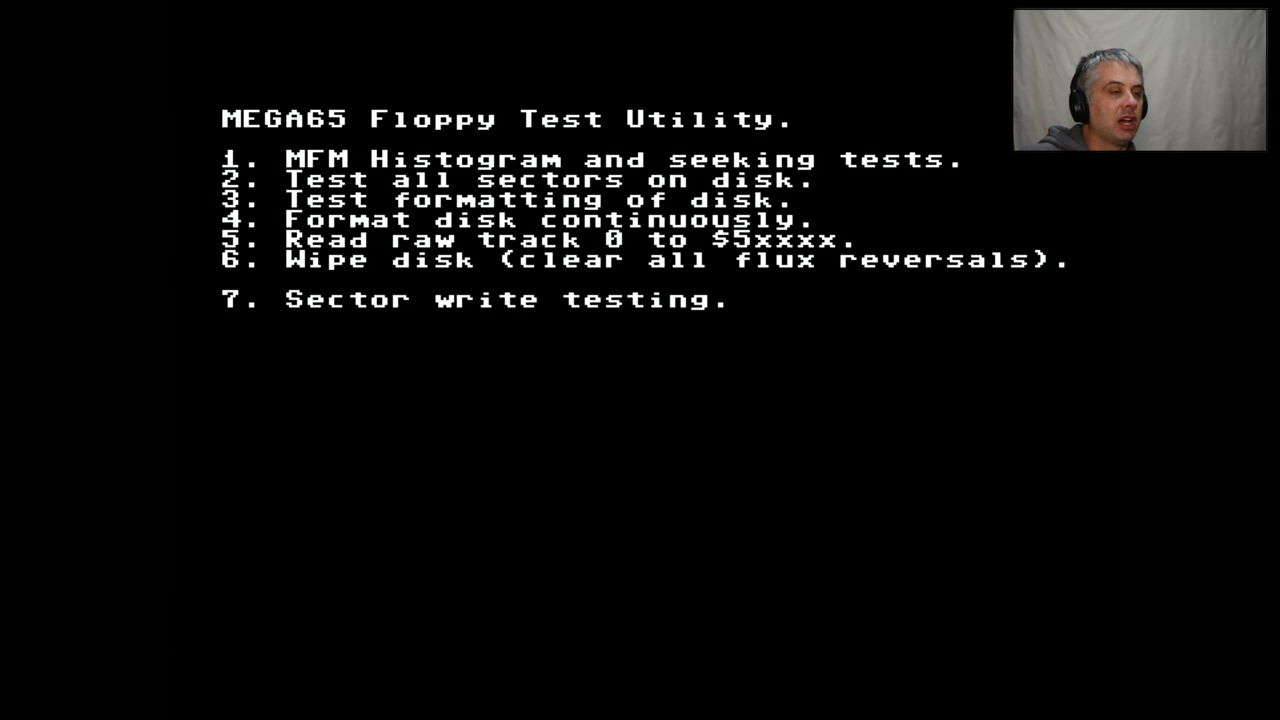 MEGA65 Floppy Test Utility.
1. MFM Histogram and seeking tests.
2. Test all sectors on disk.
3. Test formatting of disk.
4. Format disk continuously.
5. Read raw track 0 to $5xxxx.
6. Wipe disk (clear all flux reversals).
7. Sector write testing.